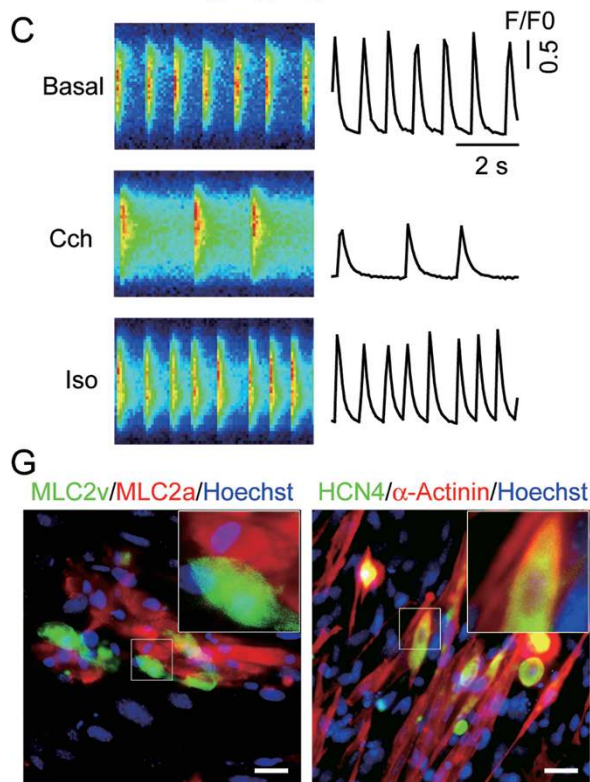 C
F/F0
0.5
Basal
2 s
Cch
Iso
G
MLC2v/MLC2a/Hoechst
HCN4/α-Actinin/Hoechst